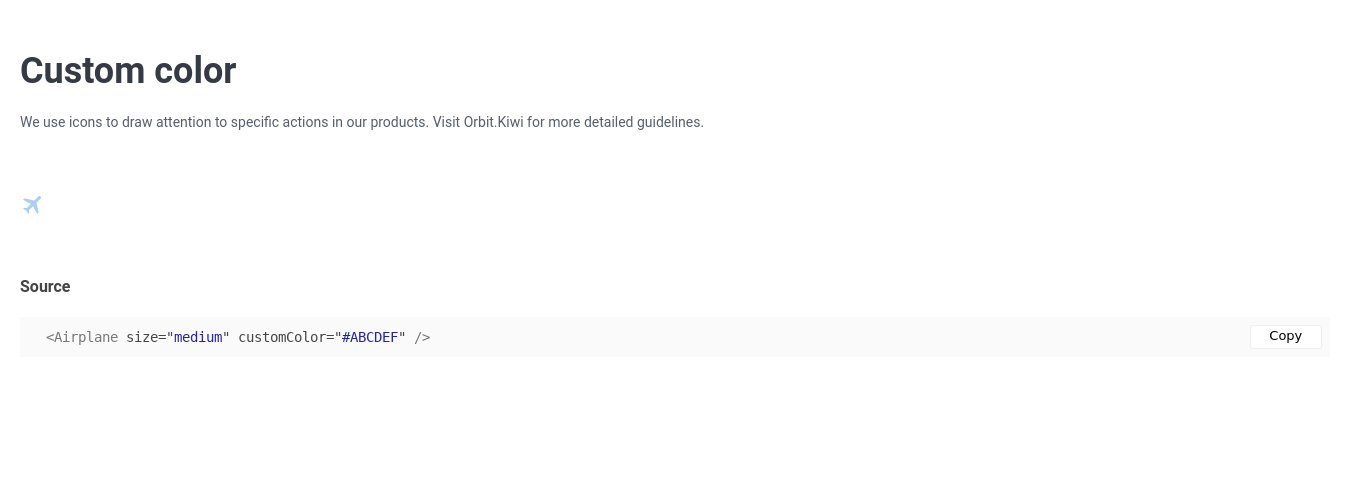 Custom color
We use icons to draw attention to specific actions in our products. Visit Orbit.Kiwi for more detailed guidelines.
Source
<Airplane size="medium" customColor="#ABCDEF" />
Copy